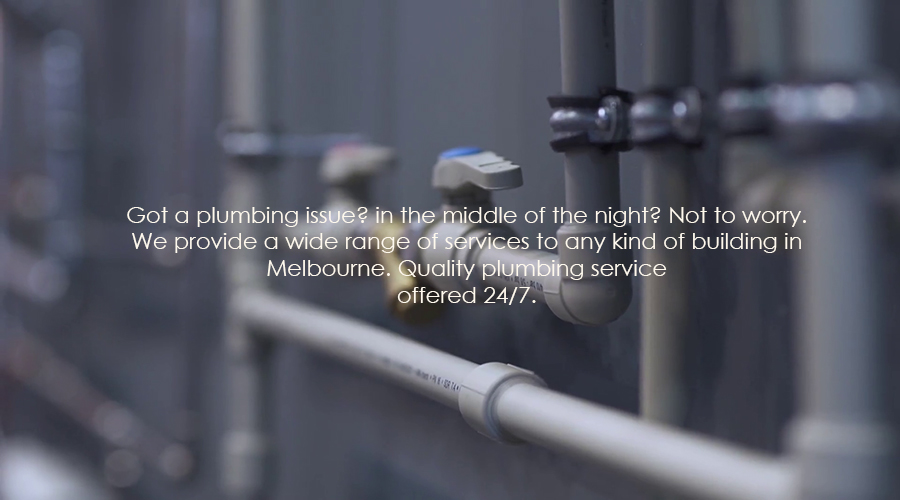 Got a plumbing issue? in the middle of the night? Not to worry.
We provide a wide range of services to any kind of building in
Melbourne. Quality plumbing service
offered 24/7.